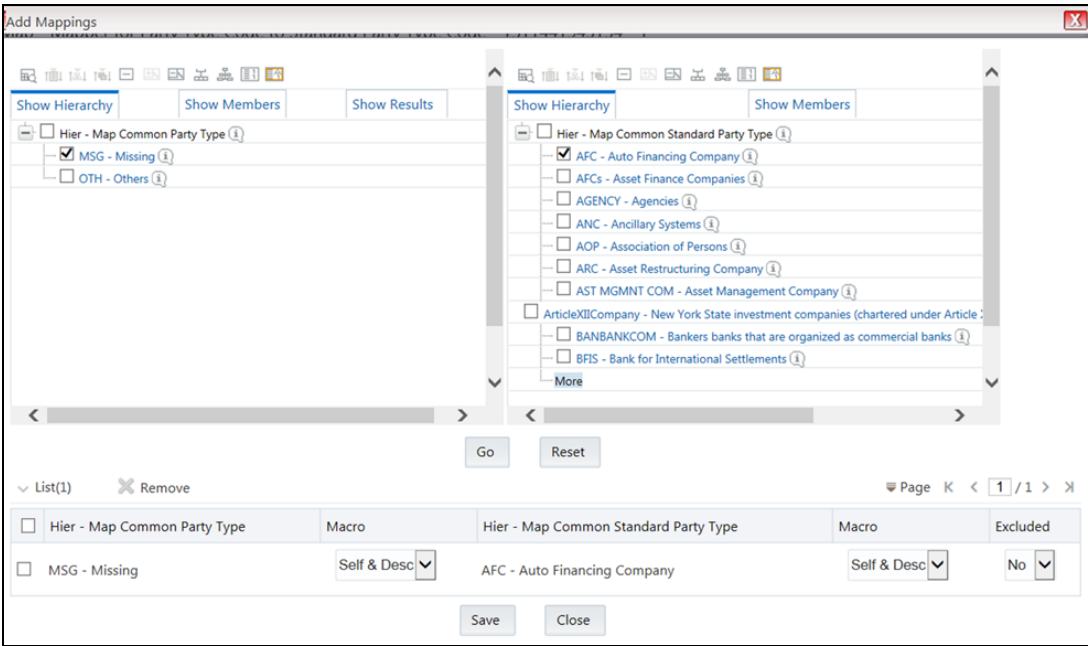 Add Mappings
X
Show Hierarchy Show Members Show Results
Hier - Map Common Party Type
MSG - Missing
OTH - Others
Show Hierarchy Show Members
Hier - Map Common Standard Party Type
AFC - Auto Financing Company
AFCs - Asset Finance Companies
AGENCY - Agencies
ANC - Ancillary Systems
AOP - Association of Persons
ARC - Asset Restructuring Company
AST MGMNT COM - Asset Management Company
ArticleXIICompany - New York State investment companies (chartered under Article
BANBANKCOM - Bankers banks that are organized as commercial banks
BFIS - Bank for International Settlements
More
Go Reset
List(1) Remove Page 1 / 1
Hier - Map Common Party Type Macro Hier - Map Common Standard Party Type Macro Excluded
MSG - Missing Self & Desc AFC - Auto Financing Company Self & Desc No
Save Close